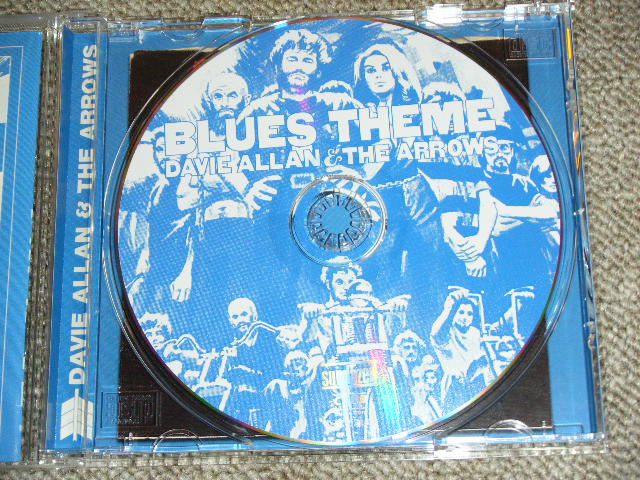 BLUES THEME
DAVIE ALLAN & THE ARROWS
DAVIE ALLAN & THE ARROWS